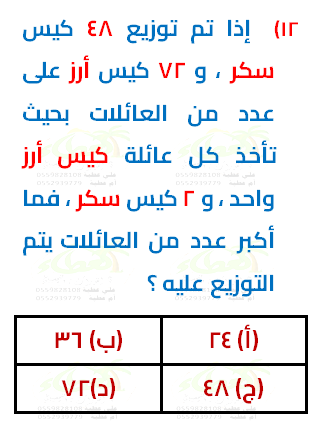 ١٢) إذا تم توزيع ٤٨ كيس
سكر ، و ٧٢ كيس أرز على
عدد من العائلات بحيث
تأخذ كل عائلة كيس أرز
واحد ، و ٢ كيس سكر ، فما
أكبر عدد من العائلات يتم
التوزيع عليه ؟
(أ) ٢٤
(ب) ٣٦
(ج) ٤٨
(د) ٧٢